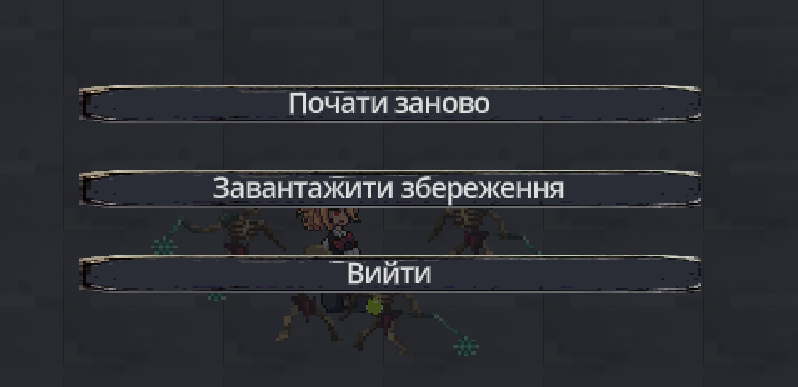 Почати заново
Завантажити збереження
Вийти